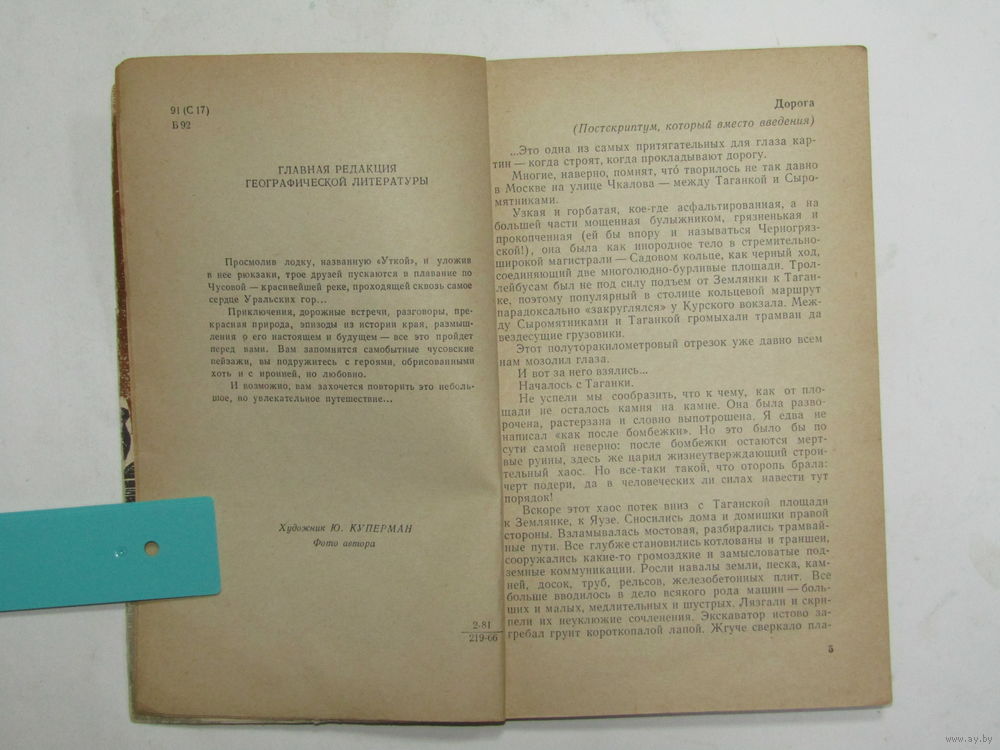 91 (С 17)
Б 92
ГЛАВНАЯ РЕДАКЦИЯ
ГЕОГРАФИЧЕСКОЙ ЛИТЕРАТУРЫ
Просмолив лодку, названную «Уткой», и уложив
в нее рюкзаки, трое друзей пускаются в плавание по
Чусовой — красивейшей реке, проходящей сквозь самое
сердце Уральских гор...
Приключения, дорожные встречи, разговоры, пре-
красная природа, эпизоды из истории края, размыш-
ления о его настоящем и будущем — все это пройдет
перед вами. Вам запомнятся самобытные чусовские
пейзажи, вы подружитесь с героями, обрисованными
хоть и с иронией, но любовно.
И возможно, вам захочется повторить это неболь-
шое, но увлекательное путешествие...
Художник Ю. КУПЕРМАН
Фото автора
2-81
219-66
Дорога
(Постскриптум, который вместо введения)
...Это одна из самых притягательных для глаза кар-
тин — когда строят, когда прокладывают дорогу.
Многие, наверно, помнят, что́ творилось не так давно
в Москве на улице Чкалова — между Таганкой и Сыро-
мятниками.
Узкая и горбатая, кое-где асфальтированная, а на
большей части мощенная булыжником, грязненькая и
прокопченная (ей бы впору и называться Черногряз-
ской!), она была как инородное тело в стремительно-
широкой магистрали — Садовом кольце, как черный ход,
соединяющий две многолюдно-бурливые площади. Трол-
лейбусам был не под силу подъем от Землянки к Таган-
ке, поэтому популярный в столице кольцевой маршрут
парадоксально «закруглялся» у Курского вокзала. Меж-
ду Сыромятниками и Таганкой громыхали трамваи да
вездесущие грузовики.
Этот полуторакилометровый отрезок уже давно всем
нам мозолил глаза.
И вот за него взялись...
Началось с Таганки.
Не успели мы сообразить, что к чему, как от пло-
щади не осталось камня на камне. Она была разво-
рочена, растерзана и словно выпотрошена. Я едва не
написал «как после бомбежки». Но это было бы по
сути самой неверно: после бомбежки остаются мерт-
вые руины, здесь же царил жизнеутверждающий строи-
тельный хаос. Но все-таки такой, что оторопь брала:
черт подери, да в человеческих ли силах навести тут
порядок!
Вскоре этот хаос потек вниз с Таганской площади
к Землянке, к Яузе. Сносились дома и домишки правой
стороны. Взламывалась мостовая, разбирались трамвай-
ные пути. Все глубже становились котлованы и траншеи,
сооружались какие-то громоздкие и замысловатые под-
земные коммуникации. Росли навалы земли, песка, кам-
ней, досок, труб, рельсов, железобетонных плит. Все
больше вводилось в дело всякого рода машин — боль-
ших и малых, медлительных и шустрых. Лязгали и скри-
пели их неуклюжие сочленения. Экскаватор истово за-
гребал грунт короткопалой лапой. Жгуче сверкало пла-
5
www.ay.by